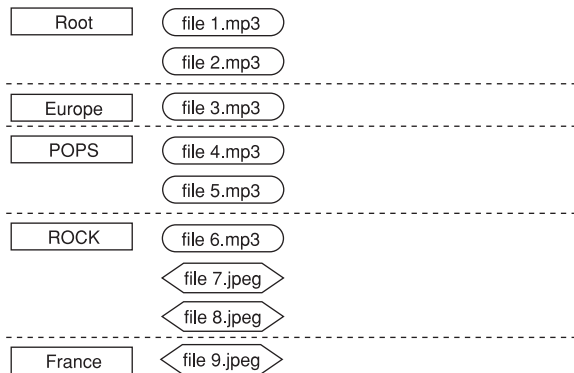 Root file 1.mp3
file 2.mp3
Europe file 3.mp3
POPS file 4.mp3
file 5.mp3
ROCK file 6.mp3
file 7.jpeg
file 8.jpeg
France file 9.jpeg